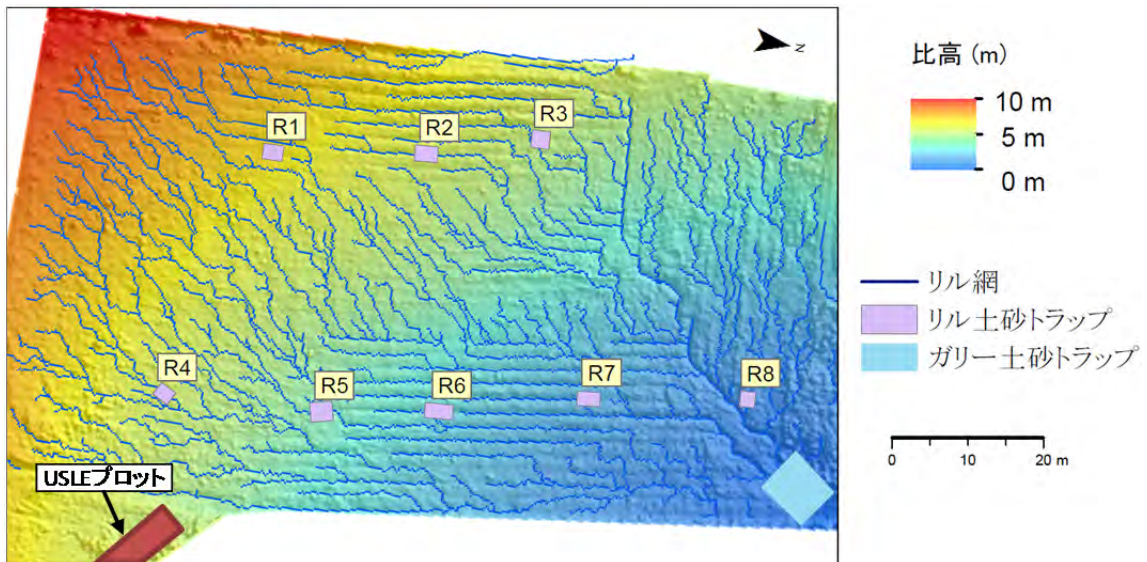 N
R1
R2
R3
R4
R5
R6
R7
R8
USLEプロット
比高 (m)
10 m
5 m
0 m
リル網
リル土砂トラップ
ガリー土砂トラップ
0 10 20 m